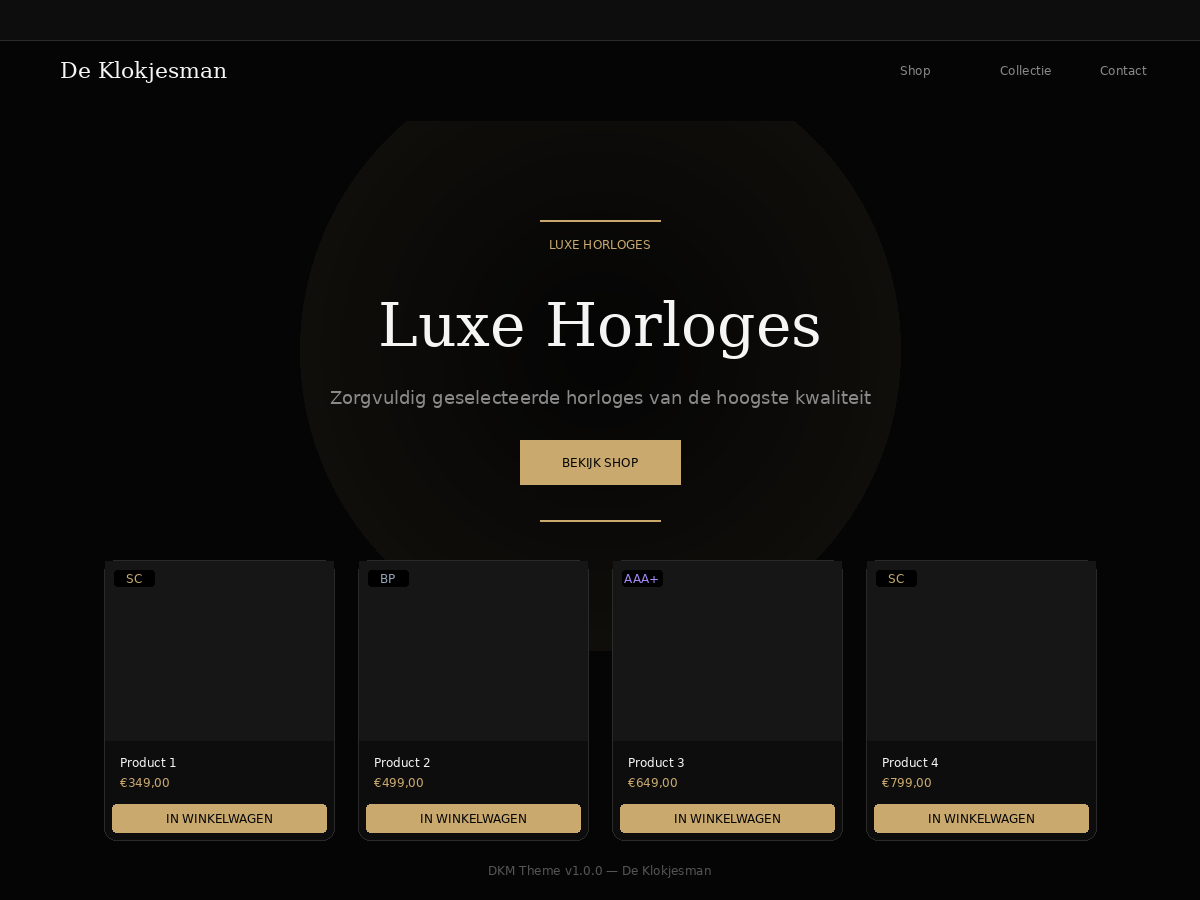 De Klokjesman
Shop Collectie Contact
LUXE HORLOGES
Luxe Horloges
Zorgvuldig geselecteerde horloges van de hoogste kwaliteit
BEKIJK SHOP
SC
Product 1
€349,00
IN WINKELWAGEN
BP
Product 2
€499,00
IN WINKELWAGEN
AAA+
Product 3
€649,00
IN WINKELWAGEN
SC
Product 4
€799,00
IN WINKELWAGEN
DKM Theme v1.0.0 — De Klokjesman